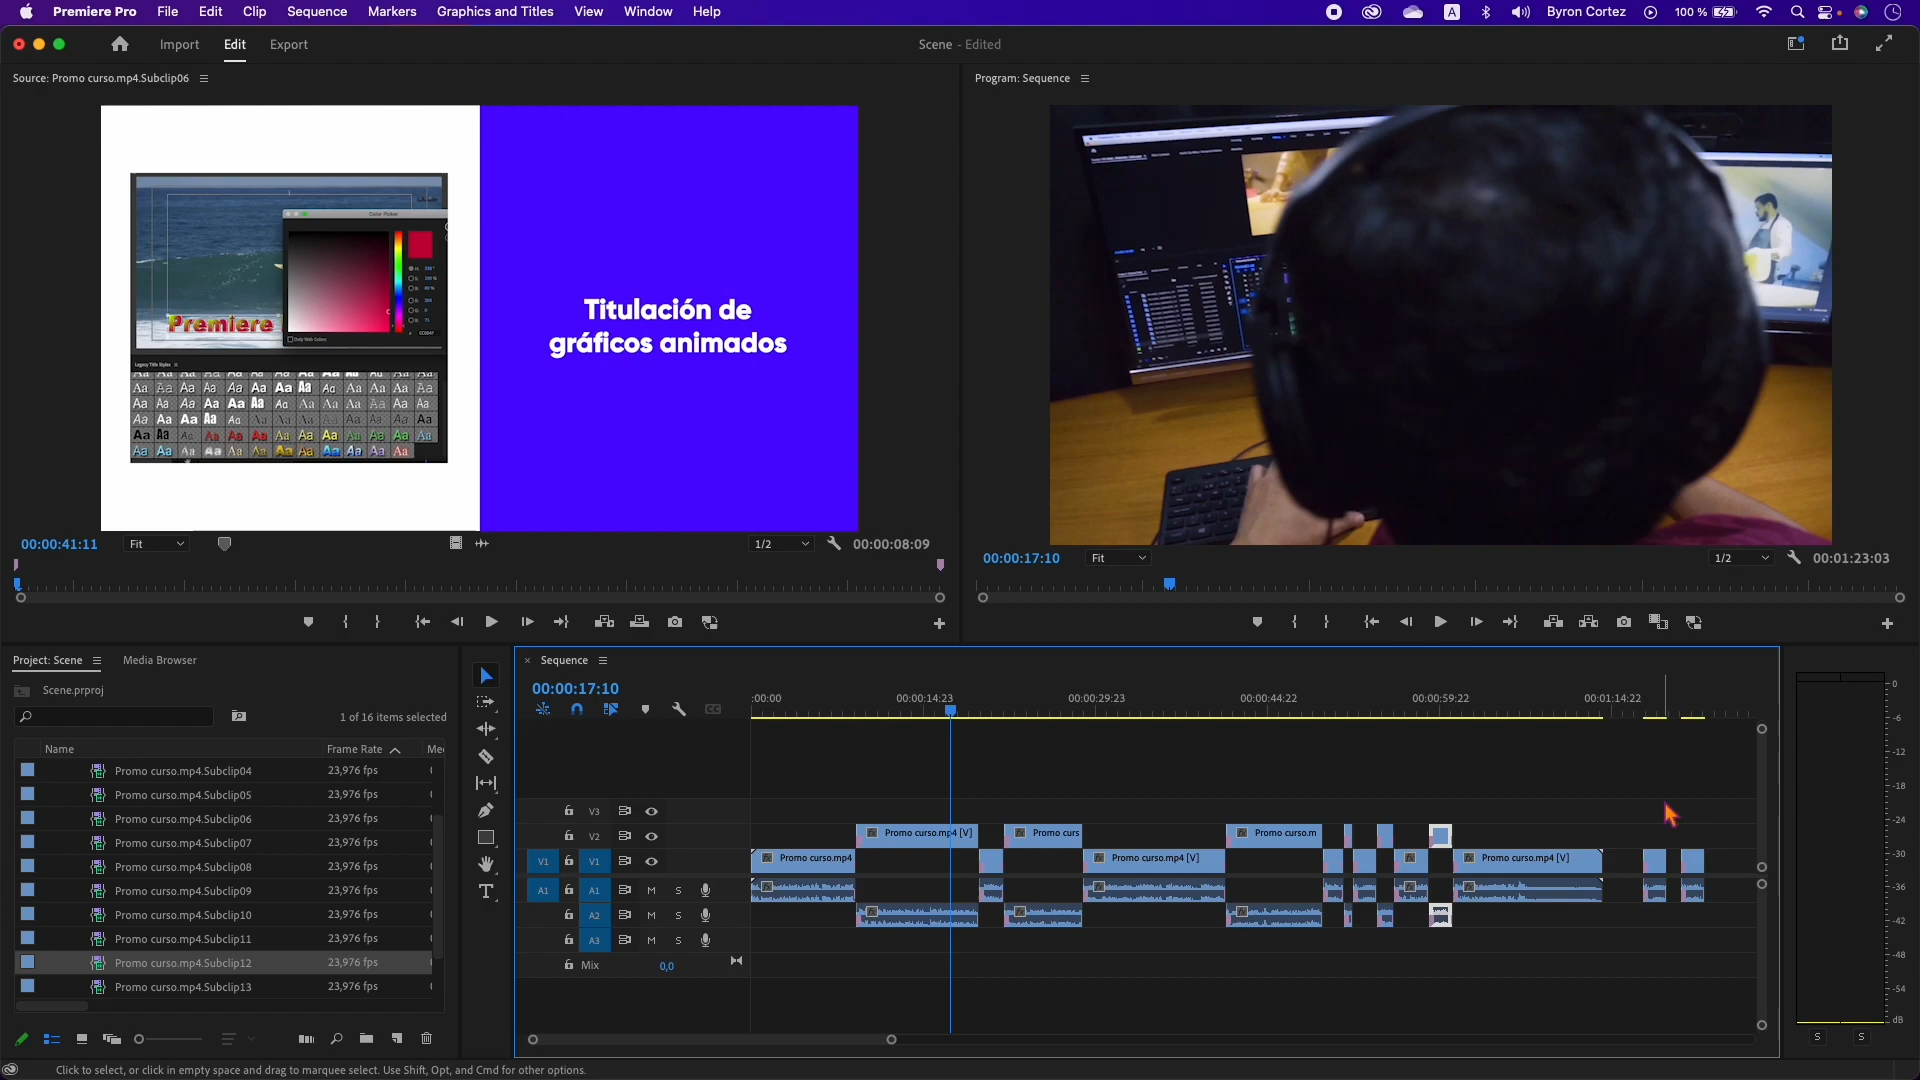 Premiere Pro File Edit Clip Sequence Markers Graphics and Titles View Window Help
A Byron Cortez 100 %
Import Edit Export
Scene - Edited
Source: Promo curso.mp4.Subclip06
Program: Sequence
Color Picker
Premiere
Only Web Colors
Legacy Title Styles
Titulación de
gráficos animados
00:00:41:11 Fit 1/2 00:00:08:09
00:00:17:10 Fit 1/2 00:01:23:03
Project: Scene Media Browser
Scene.prproj
1 of 16 items selected
Name Frame Rate Me
Promo curso.mp4.Subclip04 23,976 fps
Promo curso.mp4.Subclip05 23,976 fps
Promo curso.mp4.Subclip06 23,976 fps
Promo curso.mp4.Subclip07 23,976 fps
Promo curso.mp4.Subclip08 23,976 fps
Promo curso.mp4.Subclip09 23,976 fps
Promo curso.mp4.Subclip10 23,976 fps
Promo curso.mp4.Subclip11 23,976 fps
Promo curso.mp4.Subclip12 23,976 fps
Promo curso.mp4.Subclip13 23,976 fps
× Sequence
00:00:17:10
:00:00 00:00:14:23 00:00:29:23 00:00:44:22 00:00:59:22 00:01:14:22
V3
V2 Promo curso.mp4 [V] Promo curs Promo curso.m
V1 V1 Promo curso.mp4 Promo curso.mp4 [V] Promo curso.mp4 [V]
A1 A1 M S
A2 M S
A3 M S
Mix 0,0
0
-6
-12
-18
-24
-30
-36
-42
-48
-54
dB
S S
Click to select, or click in empty space and drag to marquee select. Use Shift, Opt, and Cmd for other options.